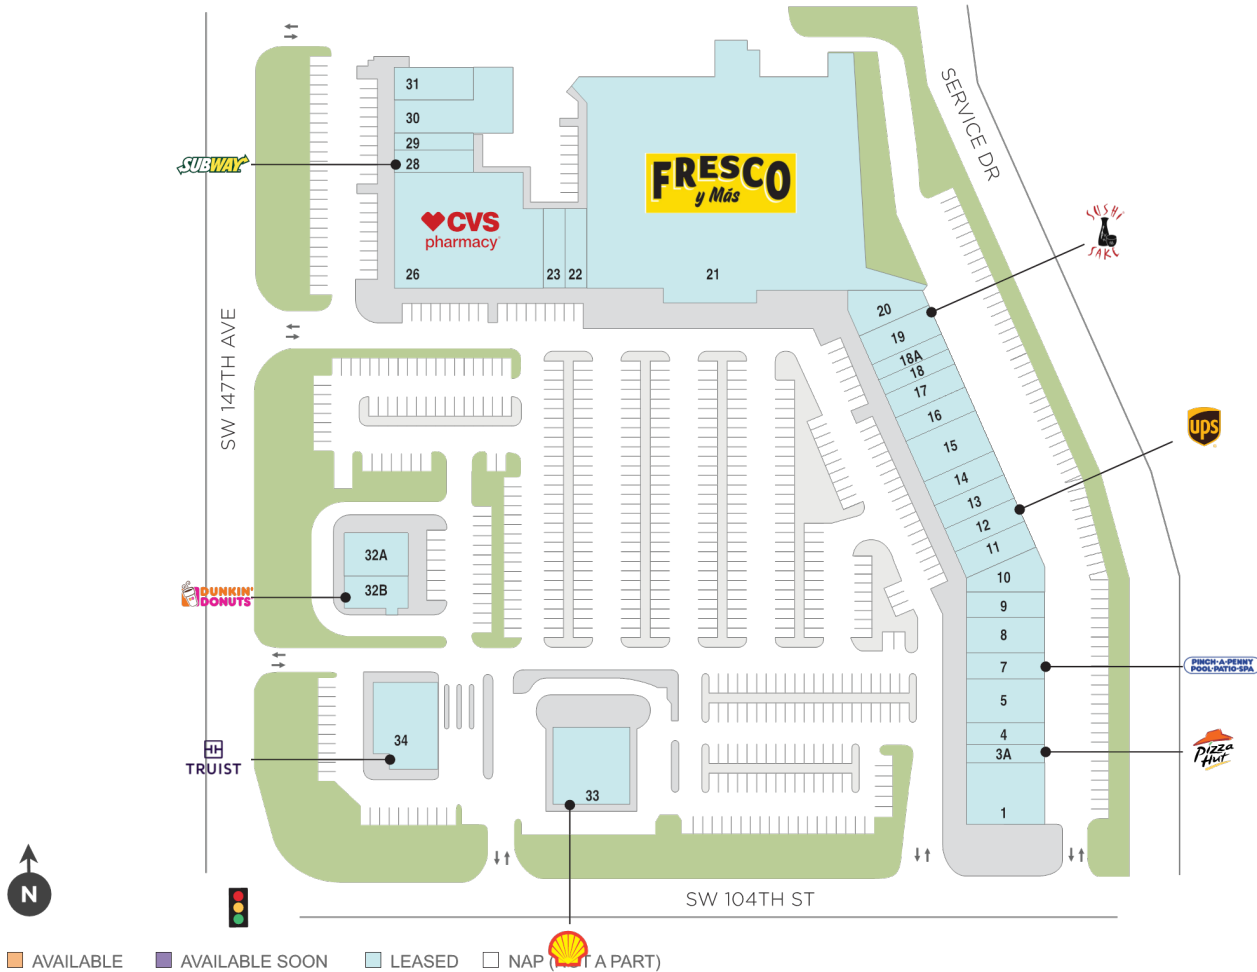 31
30
29
28
SUBWAY
CVS
pharmacy
26
23
22
FRESCO
y Más
21
SERVICE DR
SUSHI
SAKE
20
19
18A
18
17
16
15
14
13
12
11
10
9
8
7
5
4
3A
1
ups
PINCH·A·PENNY
POOL·PATIO·SPA
Pizza
Hut
SW 147TH AVE
32A
32B
DUNKIN'
DONUTS
34
TRUIST
33
N
SW 104TH ST
AVAILABLE
AVAILABLE SOON
LEASED
NAP (NOT A PART)